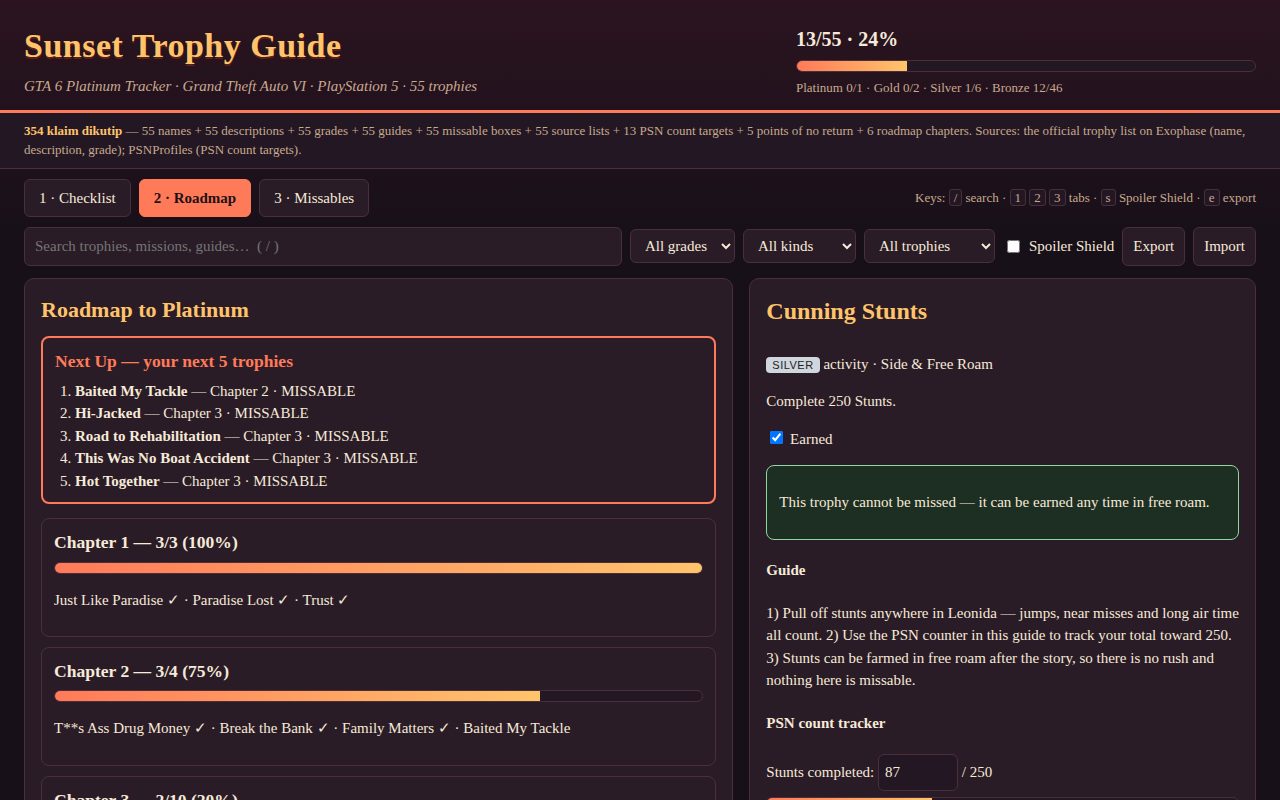 Sunset Trophy Guide
GTA 6 Platinum Tracker · Grand Theft Auto VI · PlayStation 5 · 55 trophies
13/55 · 24%
Platinum 0/1 · Gold 0/2 · Silver 1/6 · Bronze 12/46
354 klaim dikutip — 55 names + 55 descriptions + 55 grades + 55 guides + 55 missable boxes + 55 source lists + 13 PSN count targets + 5 points of no return + 6 roadmap chapters. Sources: the official trophy list on Exophase (name,
description, grade); PSNProfiles (PSN count targets).
1 · Checklist
2 · Roadmap
3 · Missables
Keys: / search · 1 2 3 tabs · s Spoiler Shield · e export
Search trophies, missions, guides… ( / )
All grades
All kinds
All trophies
Spoiler Shield
Export
Import
Roadmap to Platinum
Next Up — your next 5 trophies
1. Baited My Tackle — Chapter 2 · MISSABLE
2. Hi-Jacked — Chapter 3 · MISSABLE
3. Road to Rehabilitation — Chapter 3 · MISSABLE
4. This Was No Boat Accident — Chapter 3 · MISSABLE
5. Hot Together — Chapter 3 · MISSABLE
Chapter 1 — 3/3 (100%)
Just Like Paradise ✓ · Paradise Lost ✓ · Trust ✓
Chapter 2 — 3/4 (75%)
T**s Ass Drug Money ✓ · Break the Bank ✓ · Family Matters ✓ · Baited My Tackle
Cunning Stunts
SILVER activity · Side & Free Roam
Complete 250 Stunts.
Earned
This trophy cannot be missed — it can be earned any time in free roam.
Guide
1) Pull off stunts anywhere in Leonida — jumps, near misses and long air time
all count. 2) Use the PSN counter in this guide to track your total toward 250.
3) Stunts can be farmed in free roam after the story, so there is no rush and
nothing here is missable.
PSN count tracker
Stunts completed: 87 / 250